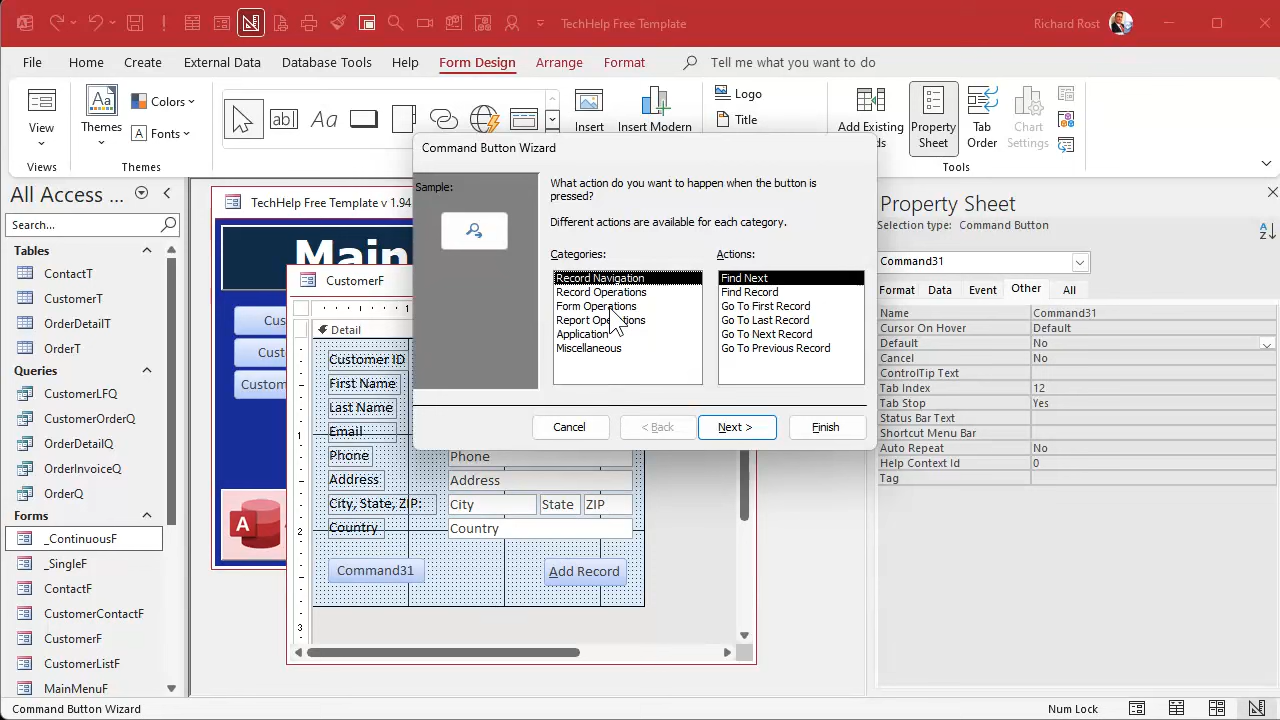 TechHelp Free Template
Richard Rost
File Home Create External Data Database Tools Help Form Design Arrange Format Tell me what you want to do
View
Views
Themes
Colors
Fonts
Themes
ab|
Aa
Insert
Insert Modern
Logo
Title
Add Existing
Property
Sheet
Tab
Order
Chart
Settings
Tools
All Access ...
Search...
Tables
ContactT
CustomerT
OrderDetailT
OrderT
Queries
CustomerLFQ
CustomerOrderQ
OrderDetailQ
OrderInvoiceQ
OrderQ
Forms
_ContinuousF
_SingleF
ContactF
CustomerContactF
CustomerF
CustomerListF
MainMenuF
TechHelp Free Template v 1.94
Main
Cus
Cust
Custom
A
CustomerF
1
Detail
Customer ID
First Name
Last Name
Email
Phone Phone
Address Address
City, State, ZIP: City State ZIP
Country Country
Command31 Add Record
1
2
3
Command Button Wizard
Sample:
What action do you want to happen when the button is
pressed?
Different actions are available for each category.
Categories: Actions:
Record Navigation
Record Operations
Form Operations
Report Operations
Application
Miscellaneous
Find Next
Find Record
Go To First Record
Go To Last Record
Go To Next Record
Go To Previous Record
Cancel < Back Next > Finish
Property Sheet
Selection type: Command Button
Command31
Format Data Event Other All
Name Command31
Cursor On Hover Default
Default No
Cancel No
ControlTip Text
Tab Index 12
Tab Stop Yes
Status Bar Text
Shortcut Menu Bar
Auto Repeat No
Help Context Id 0
Tag
Command Button Wizard
Num Lock